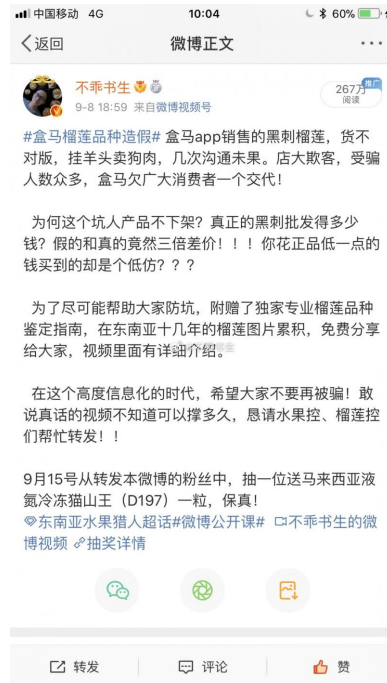 中国移动 4G 10:04 60%
返回 微博正文
不乖书生
推广
267万
阅读
9-8 18:59 来自微博视频号
#盒马榴莲品种造假# 盒马app销售的黑刺榴莲，货不
对版，挂羊头卖狗肉，几次沟通未果。店大欺客，受骗
人数众多，盒马欠广大消费者一个交代！
为何这个坑人产品不下架？真正的黑刺批发得多少
钱？假的和真的竟然三倍差价！！！你花正品低一点的
钱买到的却是个低仿？？？
为了尽可能帮助大家防坑，附赠了独家专业榴莲品种
鉴定指南，在东南亚十几年的榴莲图片累积，免费分享
给大家，视频里面有详细介绍。
在这个高度信息化的时代，希望大家不要再被骗！敢
说真话的视频不知道可以撑多久，恳请水果控、榴莲控
们帮忙转发！！
9月15号从转发本微博的粉丝中，抽一位送马来西亚液
氮冷冻猫山王（D197）一粒，保真！
东南亚水果猎人超话#微博公开课# 不乖书生的微
博视频 抽奖详情
转发 评论 赞